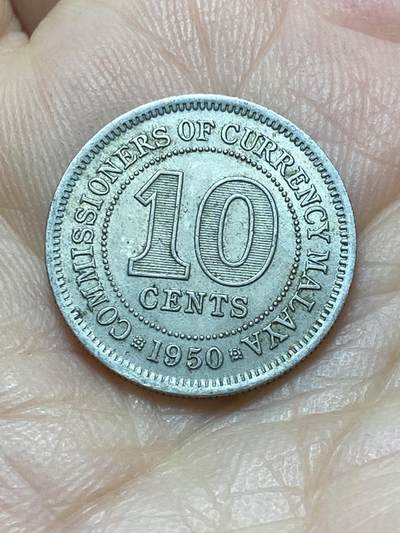 COMMISSIONERS OF CURRENCY MALAYA
10
CENTS
1950